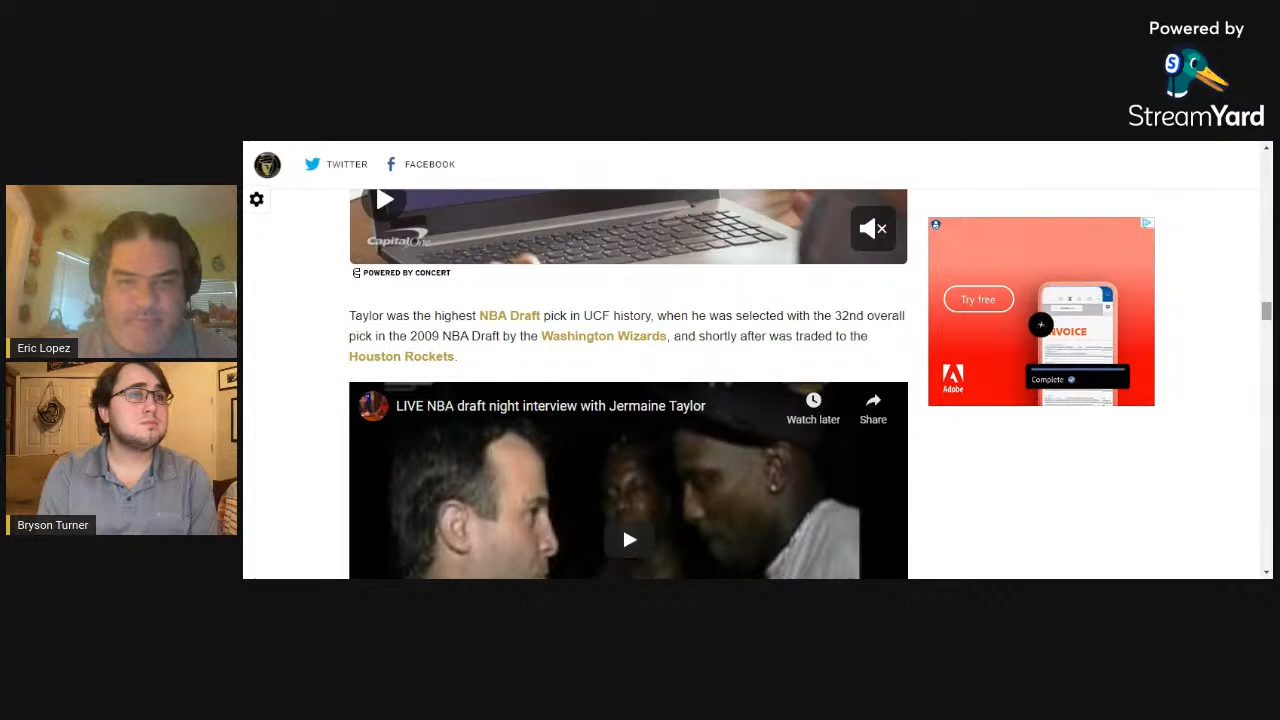 Powered by
S
StreamYard
TWITTER
FACEBOOK
Capital One
POWERED BY CONCERT
Taylor was the highest NBA Draft pick in UCF history, when he was selected with the 32nd overall
pick in the 2009 NBA Draft by the Washington Wizards, and shortly after was traded to the
Houston Rockets.
LIVE NBA draft night interview with Jermaine Taylor
Watch later
Share
Try free
INVOICE
Complete
Adobe
Eric Lopez
Bryson Turner